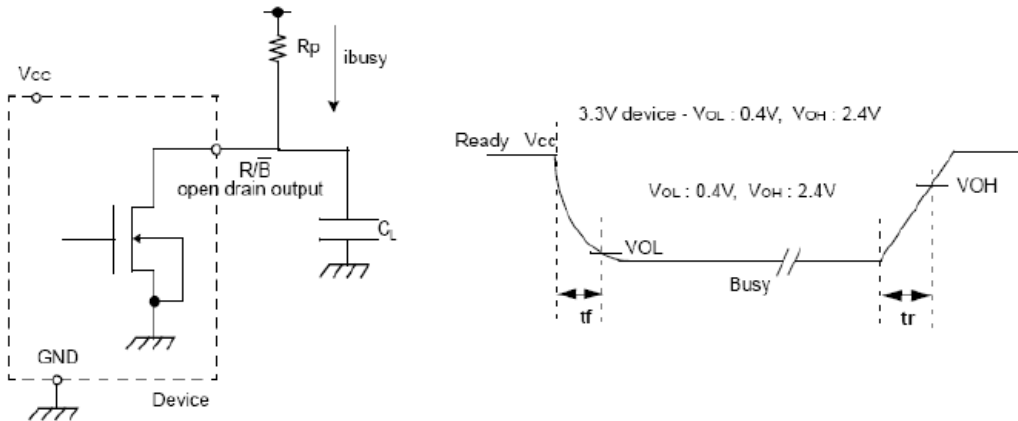 Rp
ibusy
Vcc
R/B̅
open drain output
CL
GND
Device
3.3V device - VOL : 0.4V, VOH : 2.4V
Ready Vcc
VOL : 0.4V, VOH : 2.4V
VOH
VOL
Busy
tf
tr